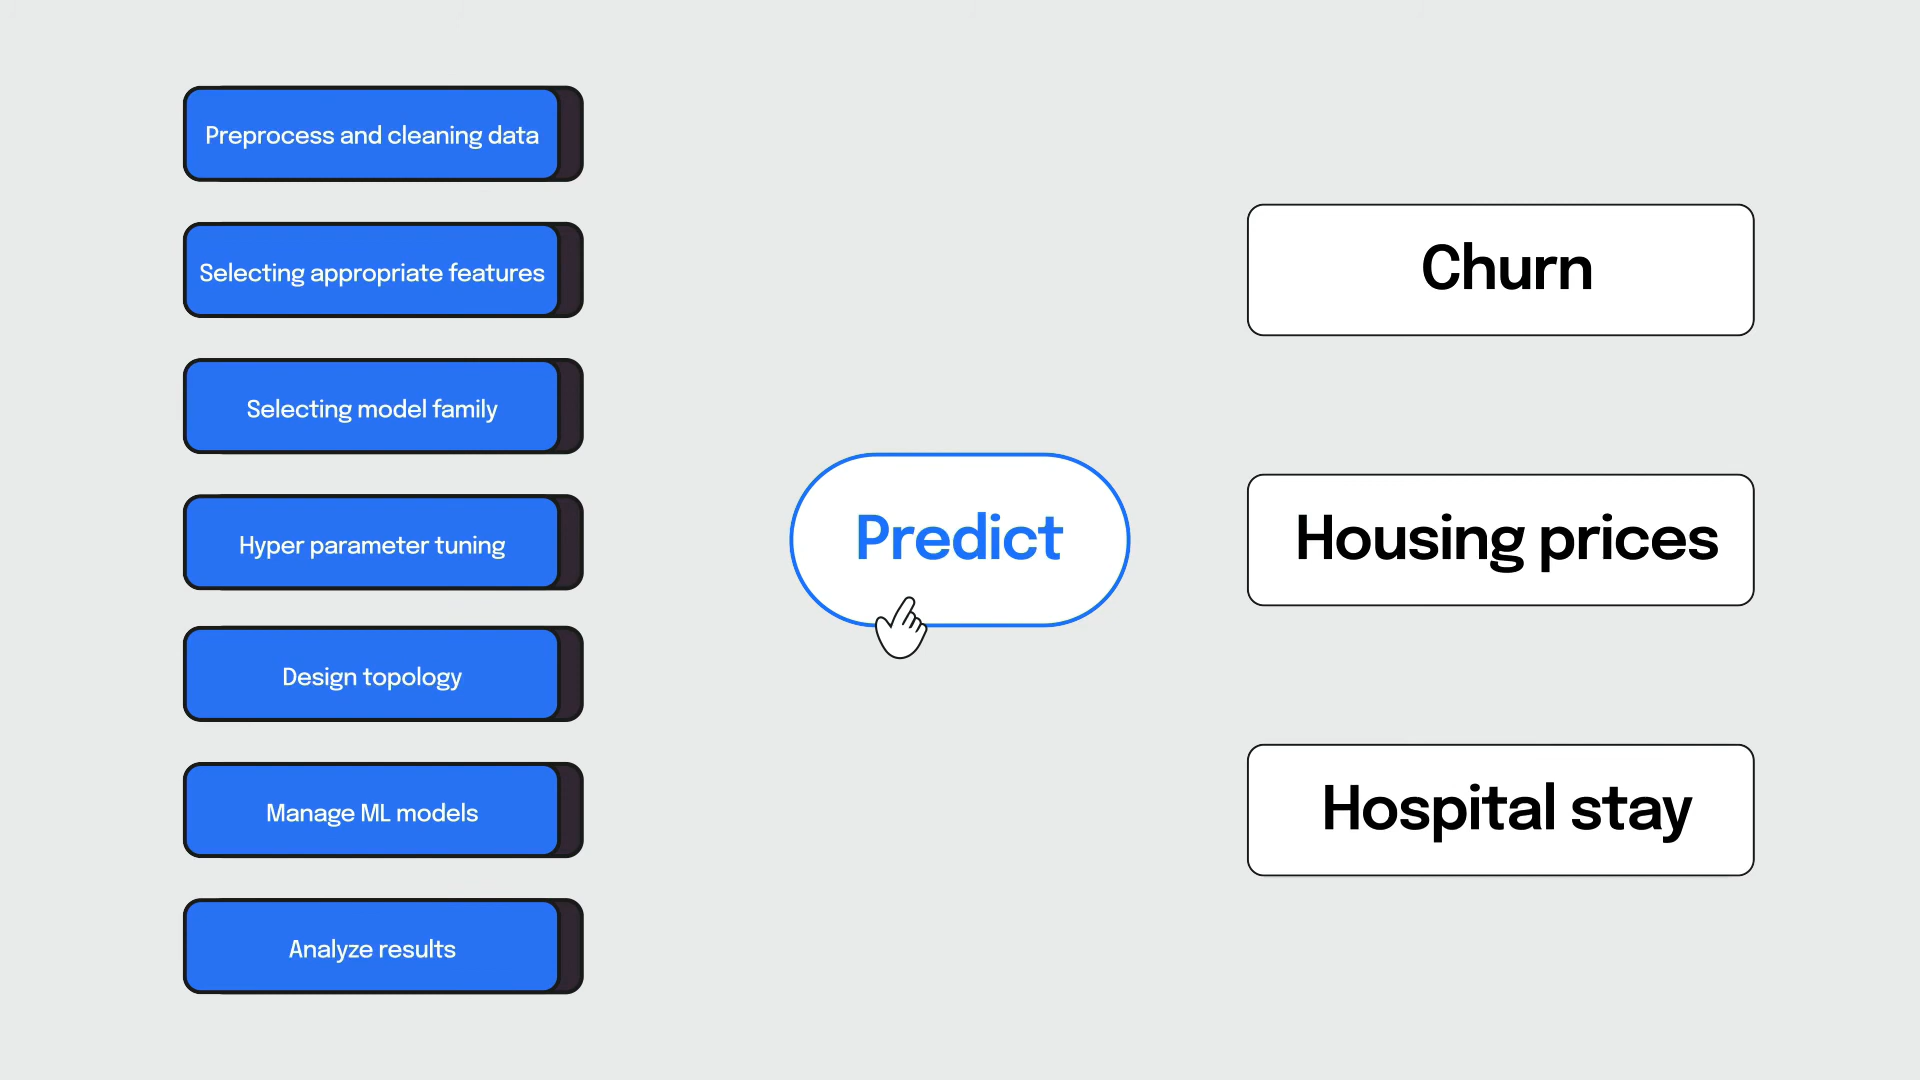 Preprocess and cleaning data
Selecting appropriate features
Selecting model family
Hyper parameter tuning
Design topology
Manage ML models
Analyze results
Predict
Churn
Housing prices
Hospital stay